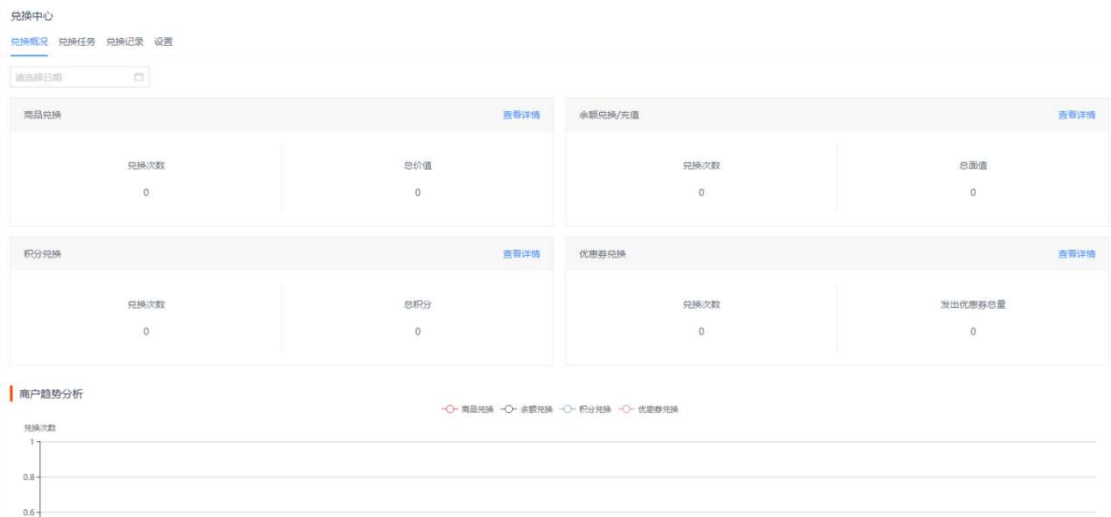 兑换中心
兑换概况 兑换任务 兑换记录 设置
请选择日期
商品兑换 查看详情 余额兑换/充值 查看详情
兑换次数 总价值 兑换次数 总面值
0 0 0 0
积分兑换 查看详情 优惠券兑换 查看详情
兑换次数 总积分 兑换次数 发出优惠券总量
0 0 0 0
商户趋势分析
商品兑换 余额兑换 积分兑换 优惠券兑换
兑换次数
1
0.8
0.6